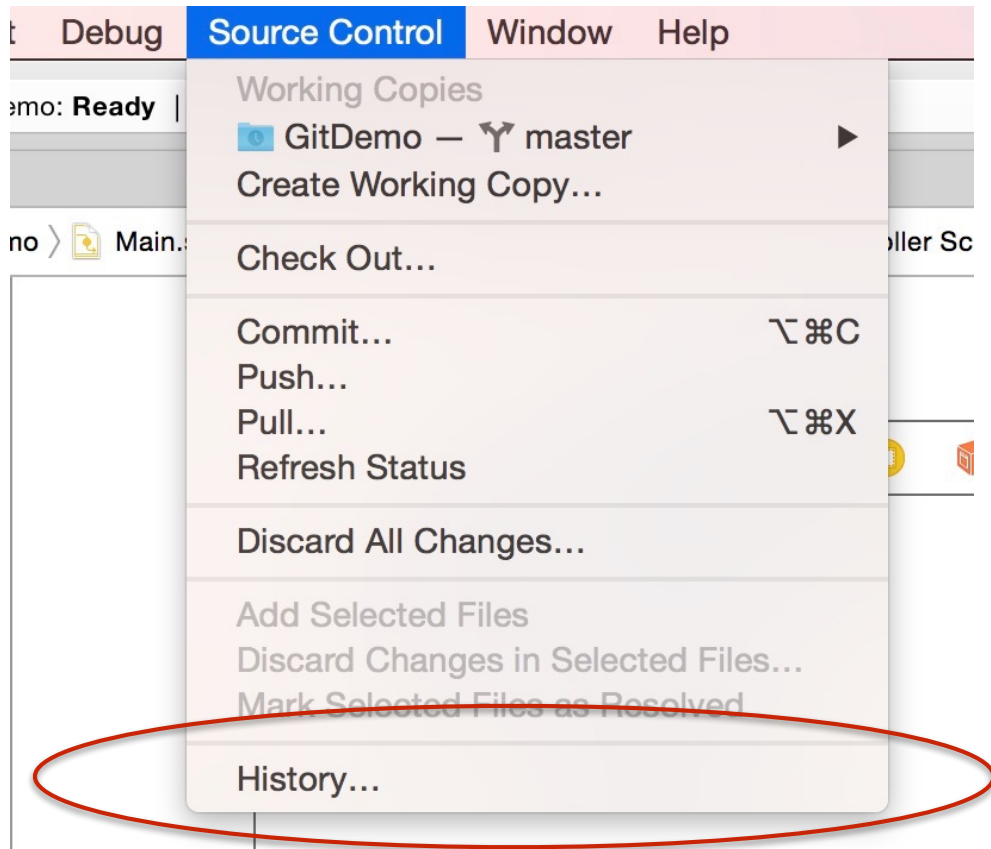 Debug Source Control Window Help
emo: Ready |
Working Copies
GitDemo — master ▶
Create Working Copy...
no 〉 Main.s oller Sc
Check Out...
Commit... ⌥⌘C
Push...
Pull... ⌥⌘X
Refresh Status
Discard All Changes...
Add Selected Files
Discard Changes in Selected Files...
Mark Selected Files as Resolved
History...